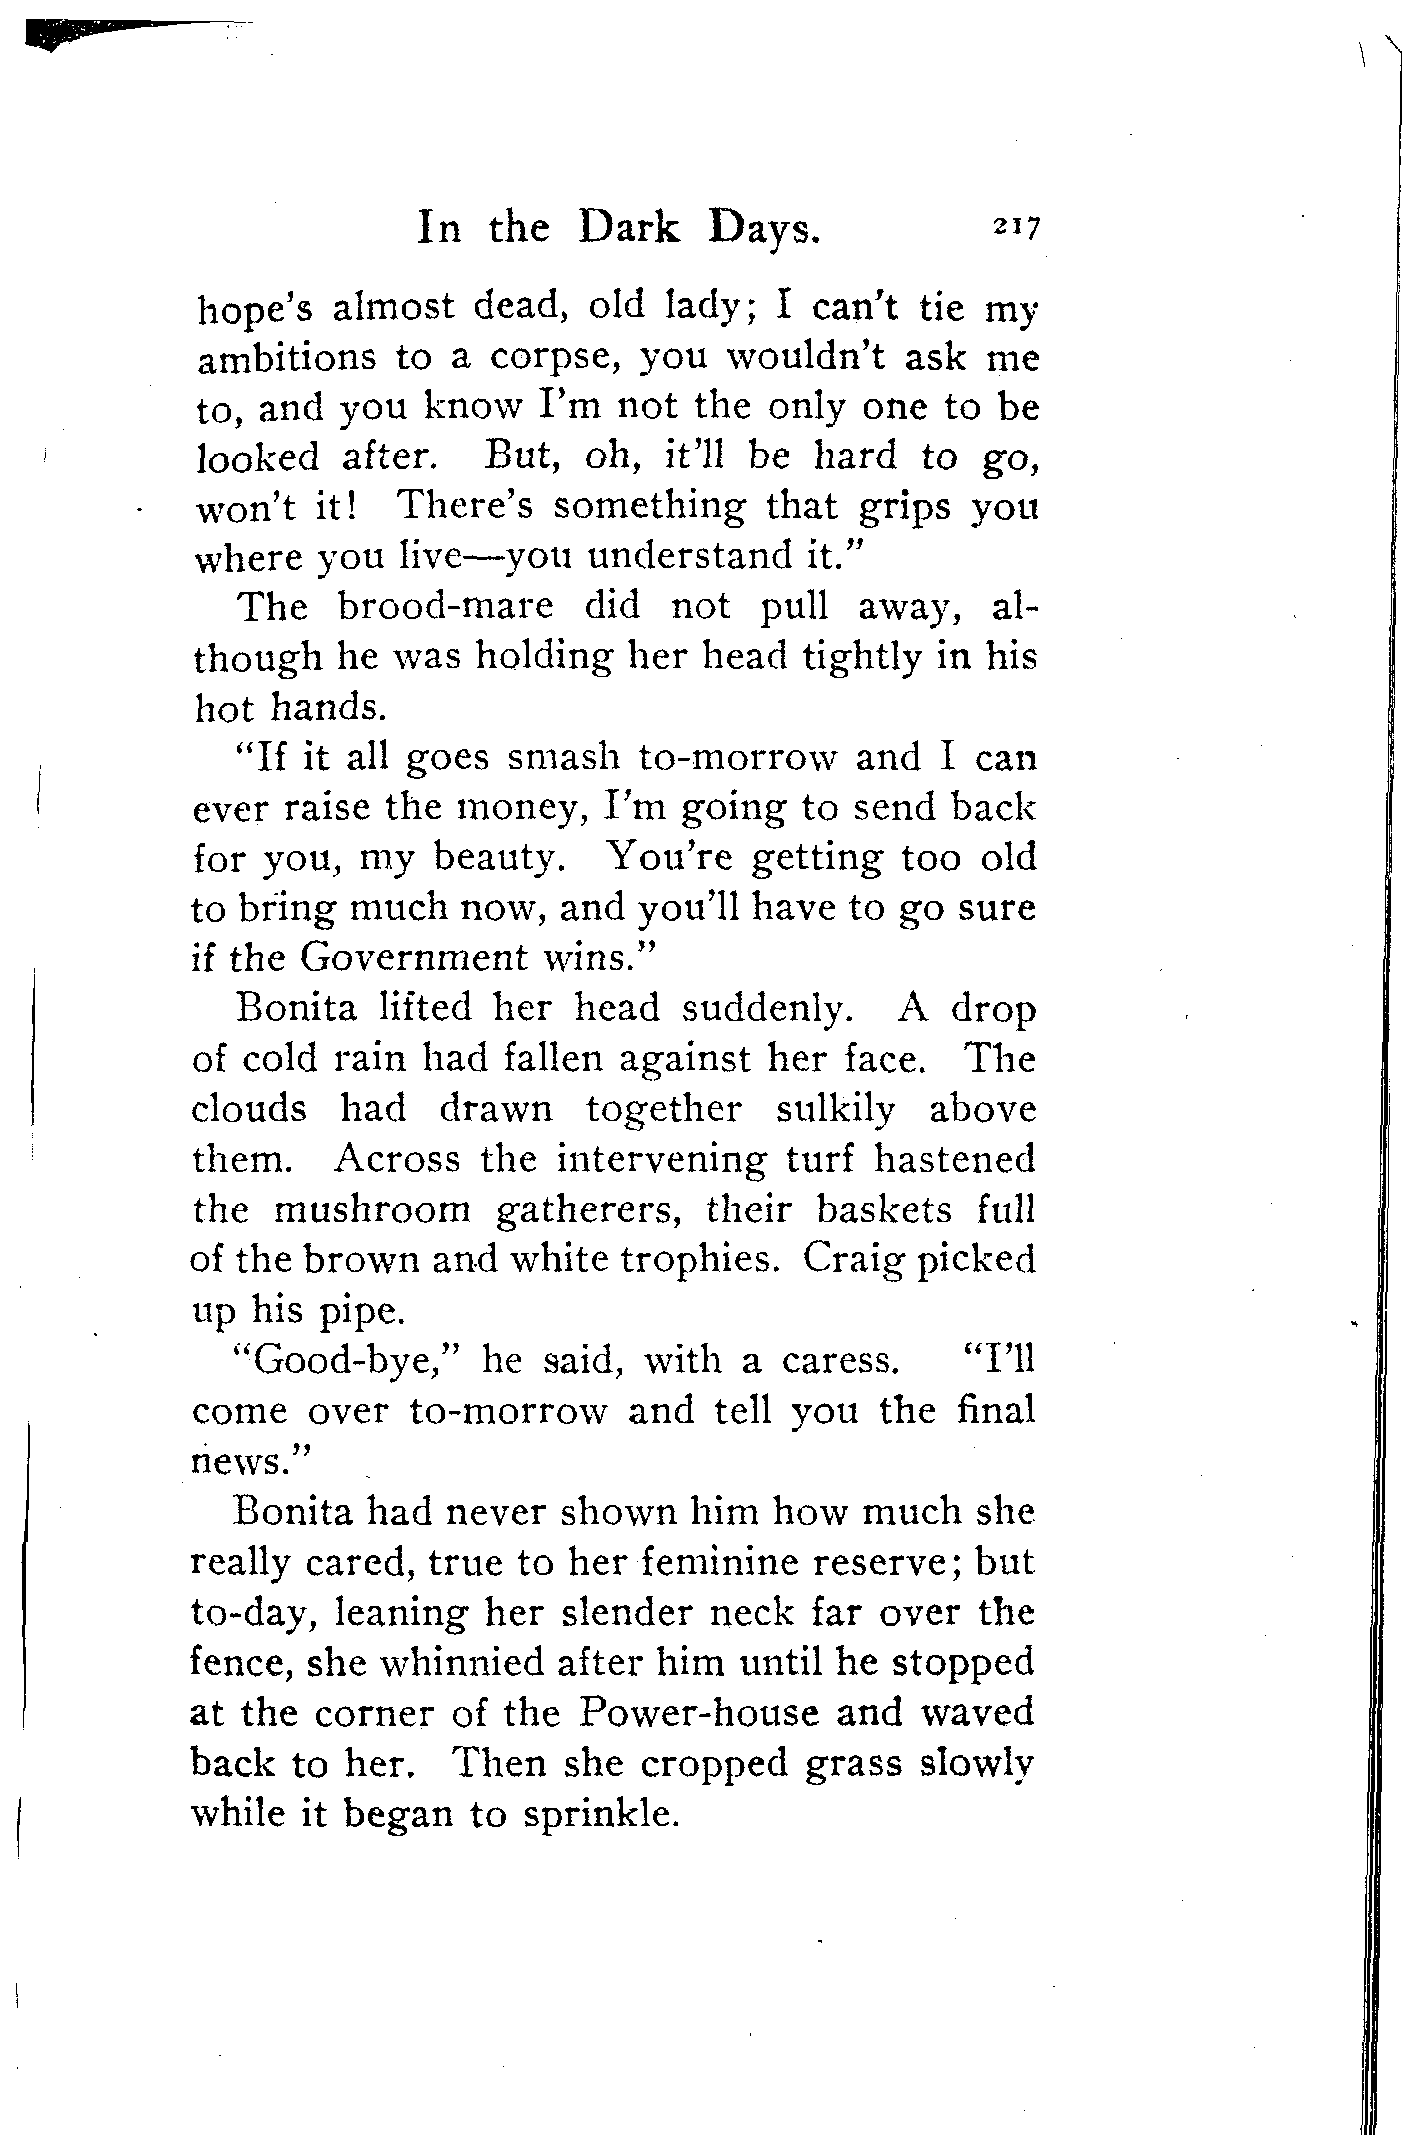 In the Dark Days. 217
hope's almost dead, old lady; I can't tie my
ambitions to a corpse, you wouldn't ask me
to, and you know I'm not the only one to be
looked after. But, oh, it'll be hard to go,
won't it! There's something that grips you
where you live—you understand it."
The brood-mare did not pull away, al-
though he was holding her head tightly in his
hot hands.
"If it all goes smash to-morrow and I can
ever raise the money, I'm going to send back
for you, my beauty. You're getting too old
to bring much now, and you'll have to go sure
if the Government wins."
Bonita lifted her head suddenly. A drop
of cold rain had fallen against her face. The
clouds had drawn together sulkily above
them. Across the intervening turf hastened
the mushroom gatherers, their baskets full
of the brown and white trophies. Craig picked
up his pipe.
"Good-bye," he said, with a caress. "I'll
come over to-morrow and tell you the final
news."
Bonita had never shown him how much she
really cared, true to her feminine reserve; but
to-day, leaning her slender neck far over the
fence, she whinnied after him until he stopped
at the corner of the Power-house and waved
back to her. Then she cropped grass slowly
while it began to sprinkle.